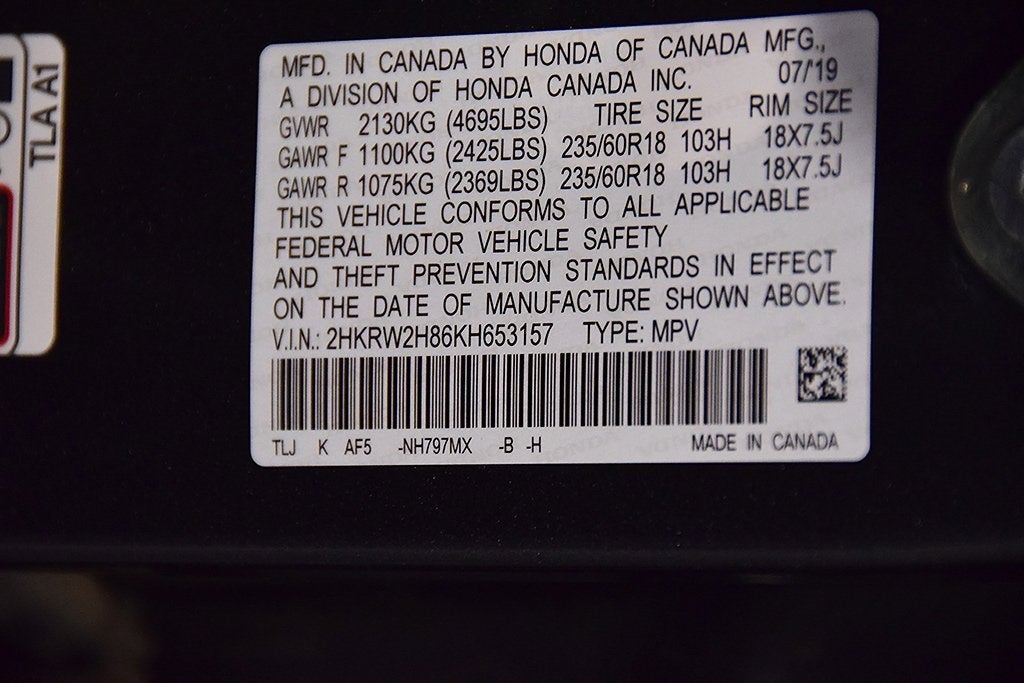 TLA A1
MFD. IN CANADA BY HONDA OF CANADA MFG.,
A DIVISION OF HONDA CANADA INC. 07/19
GVWR 2130KG (4695LBS) TIRE SIZE RIM SIZE
GAWR F 1100KG (2425LBS) 235/60R18 103H 18X7.5J
GAWR R 1075KG (2369LBS) 235/60R18 103H 18X7.5J
THIS VEHICLE CONFORMS TO ALL APPLICABLE
FEDERAL MOTOR VEHICLE SAFETY
AND THEFT PREVENTION STANDARDS IN EFFECT
ON THE DATE OF MANUFACTURE SHOWN ABOVE.
V.I.N.: 2HKRW2H86KH653157 TYPE: MPV
TLJ K AF5 -NH797MX -B -H MADE IN CANADA